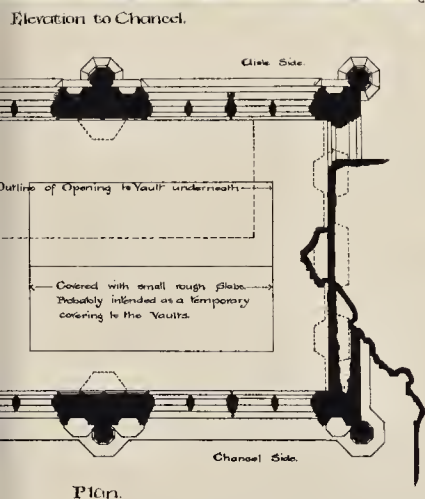 Elevation to Chancel.
Aisle Side.
Outline of Opening to Vault underneath
Covered with small rough Slabs.
Probably intended as a temporary
covering to the Vaults.
Chancel Side.
Plan.